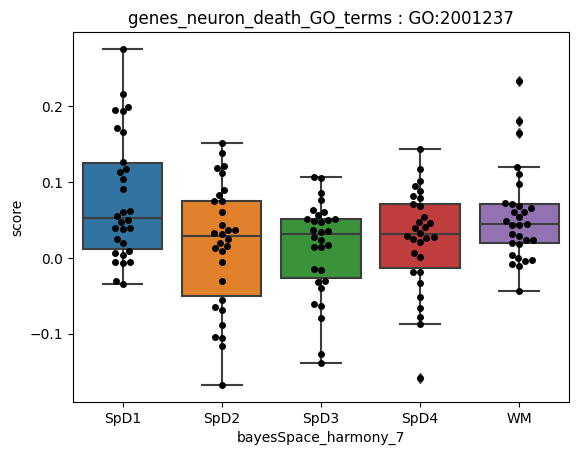 genes_neuron_death_GO_terms : GO:2001237
score
0.2
0.1
0.0
−0.1
SpD1 SpD2 SpD3 SpD4 WM
bayesSpace_harmony_7